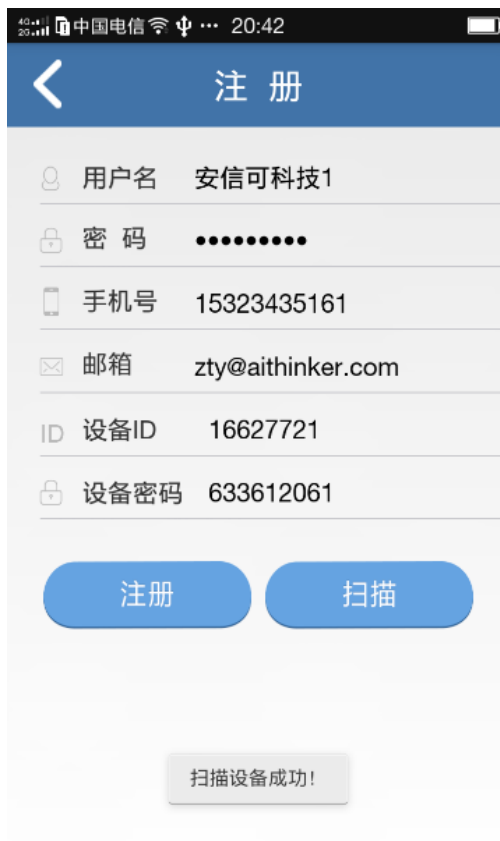 4G 2G 中国电信 ··· 20:42
注 册
用户名 安信可科技1
密 码 •••••••••
手机号 15323435161
邮箱 zty@aithinker.com
ID 设备ID 16627721
设备密码 633612061
注册 扫描
扫描设备成功!